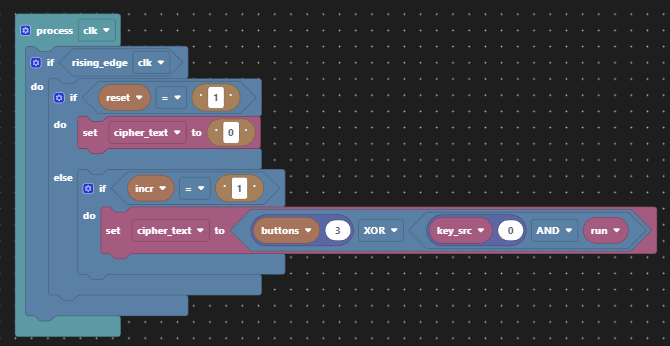 process clk
if rising_edge clk
do if reset = ' 1 '
do set cipher_text to ' 0 '
else if incr = ' 1 '
do set cipher_text to buttons 3 XOR key_src 0 AND run